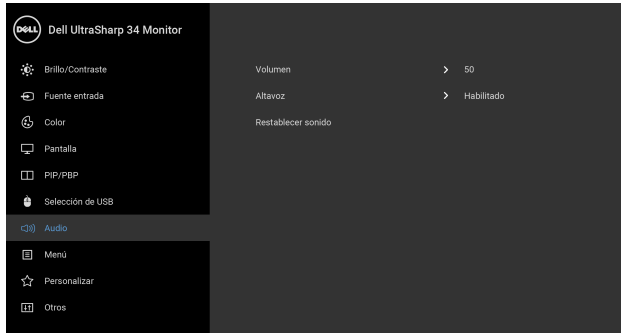 DELL Dell UltraSharp 34 Monitor
Brillo/Contraste
Volumen 50
Fuente entrada
Altavoz Habilitado
Color
Restablecer sonido
Pantalla
PIP/PBP
Selección de USB
Audio
Menú
Personalizar
Otros